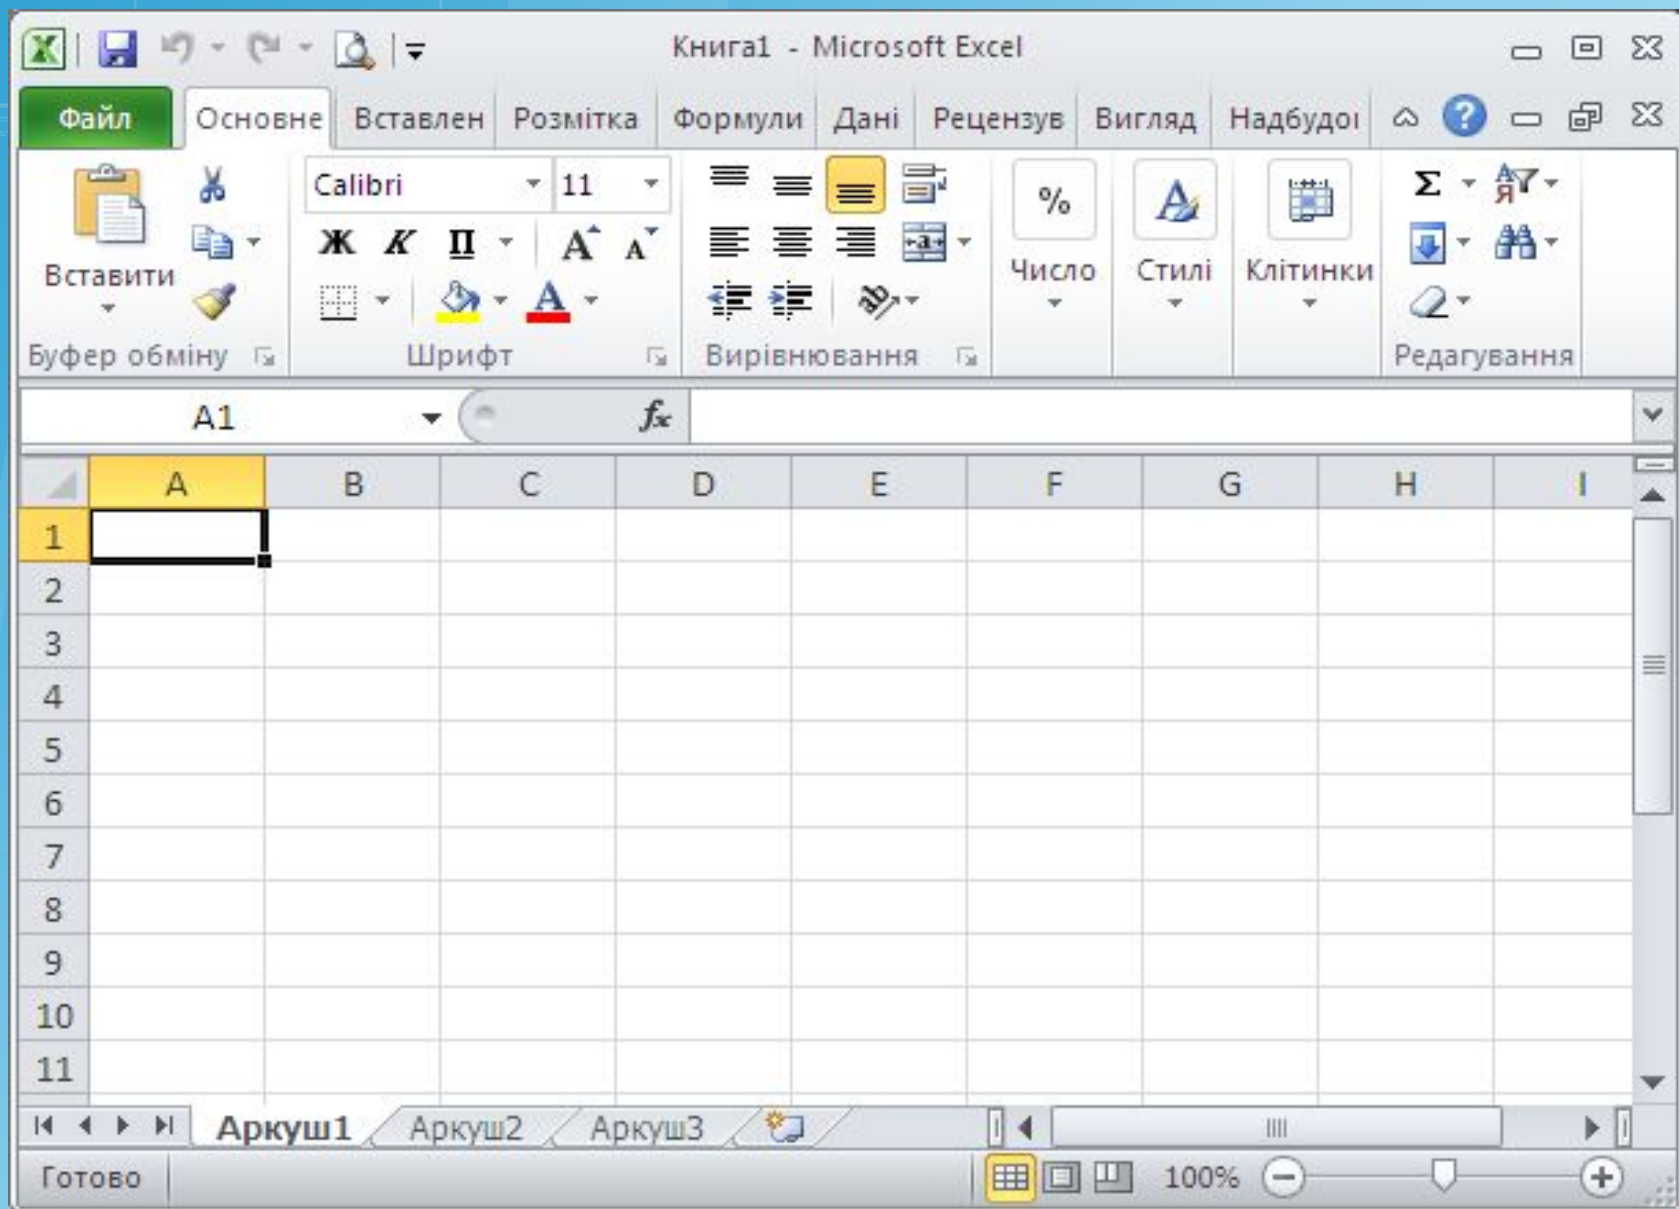 Книга1 - Microsoft Excel
Файл Основне Вставлен Розмітка Формули Дані Рецензув Вигляд Надбудо
Calibri 11
Ж К П А А
Вставити
% Число Стилі Клітинки
Σ А Я
Буфер обміну Шрифт Вирівнювання Редагування
A1 fx
A B C D E F G H I
1
2
3
4
5
6
7
8
9
10
11
Аркуш1 Аркуш2 Аркуш3
Готово 100%